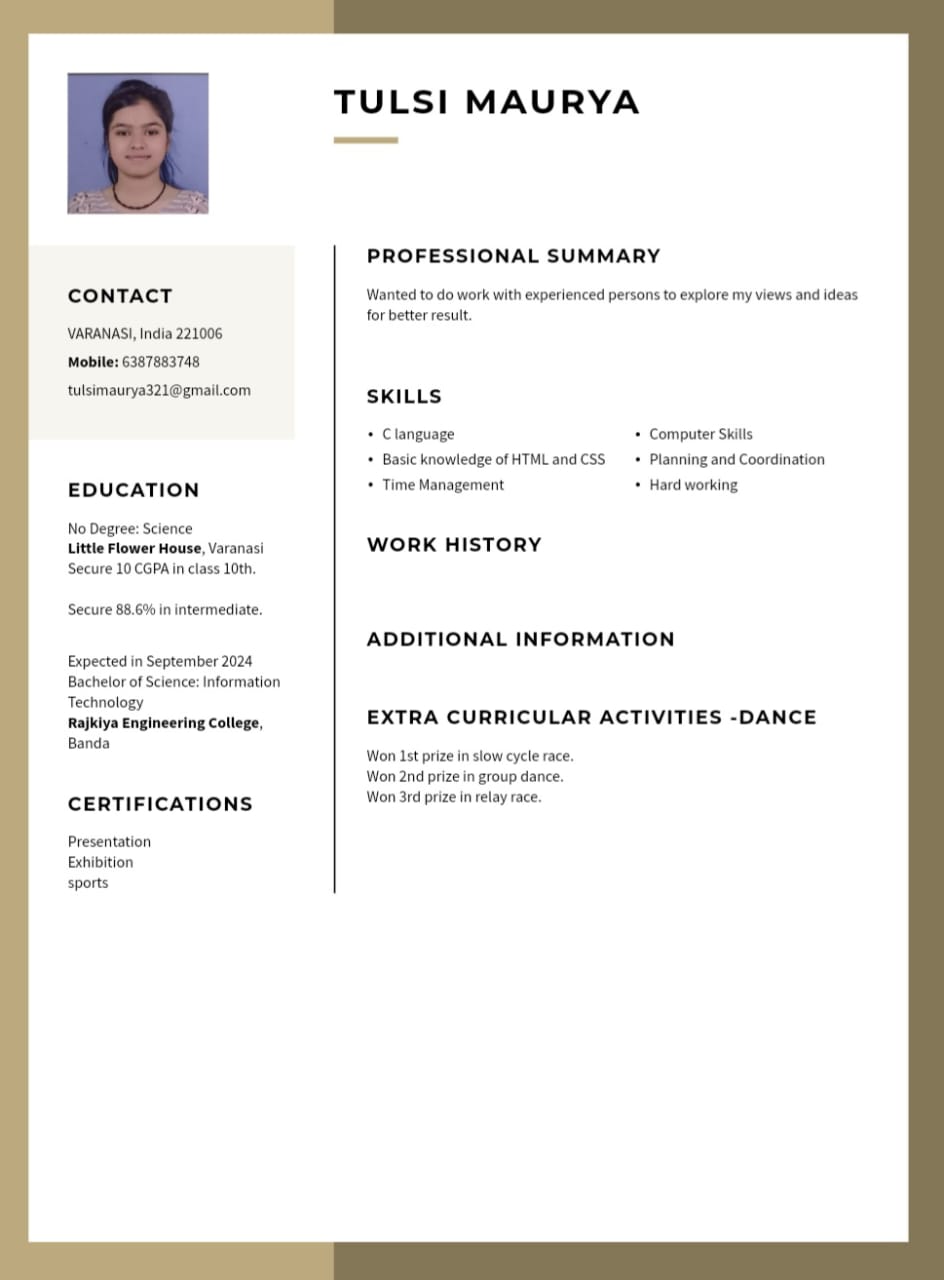 TULSI MAURYA
CONTACT
VARANASI, India 221006
Mobile: 6387883748
tulsimaurya321@gmail.com
EDUCATION
No Degree: Science
Little Flower House, Varanasi
Secure 10 CGPA in class 10th.
Secure 88.6% in intermediate.
Expected in September 2024
Bachelor of Science: Information
Technology
Rajkiya Engineering College,
Banda
CERTIFICATIONS
Presentation
Exhibition
sports
PROFESSIONAL SUMMARY
Wanted to do work with experienced persons to explore my views and ideas
for better result.
SKILLS
• C language
• Basic knowledge of HTML and CSS
• Time Management
• Computer Skills
• Planning and Coordination
• Hard working
WORK HISTORY
ADDITIONAL INFORMATION
EXTRA CURRICULAR ACTIVITIES -DANCE
Won 1st prize in slow cycle race.
Won 2nd prize in group dance.
Won 3rd prize in relay race.